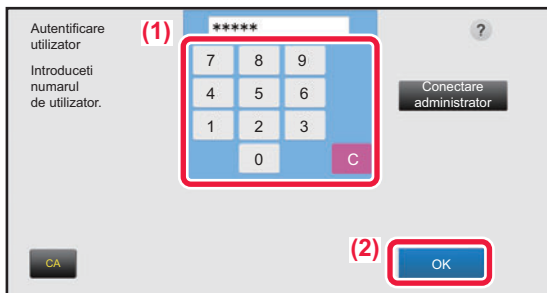 Autentificare
utilizator
Introduceti
numarul
de utilizator.
(1)
*****
7 8 9
4 5 6
1 2 3
0 C
?
Conectare
administrator
CA
(2)
OK